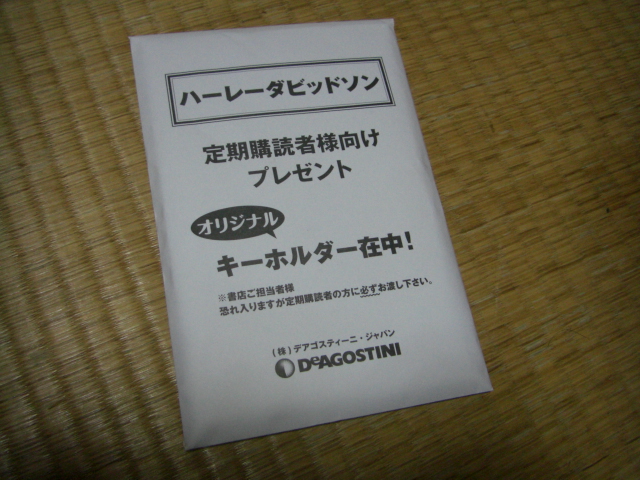 ハーレーダビッドソン
定期購読者様向け
プレゼント
オリジナル
キーホルダー在中！
※書店ご担当者様
恐れ入りますが定期購読者の方に必ずお渡し下さい。
（株）デアゴスティーニ・ジャパン
DeAGOSTINI